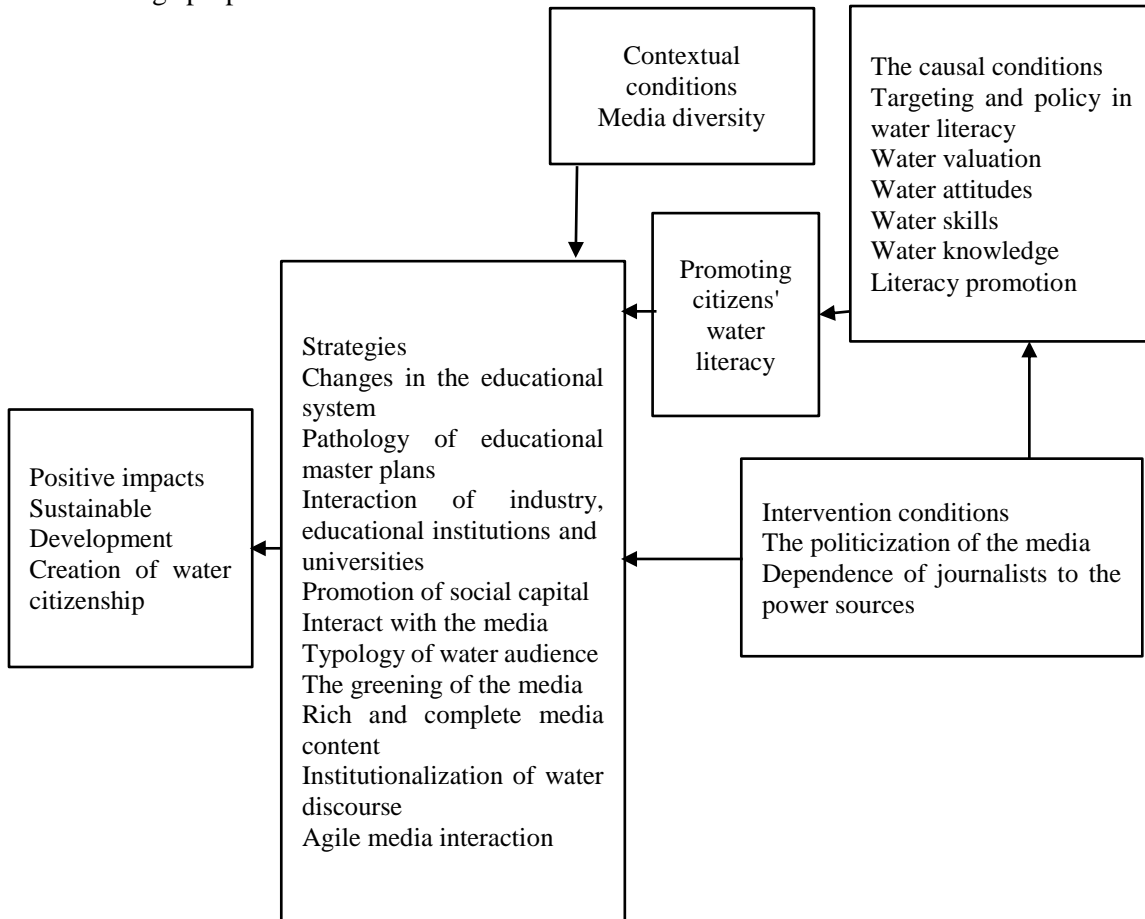 Contextual
conditions
Media diversity
The causal conditions
Targeting and policy in
water literacy
Water valuation
Water attitudes
Water skills
Water knowledge
Literacy promotion
Promoting
citizens'
water
literacy
Strategies
Changes in the educational
system
Pathology of educational
master plans
Interaction of industry,
educational institutions and
universities
Promotion of social capital
Interact with the media
Typology of water audience
The greening of the media
Rich and complete media
content
Institutionalization of water
discourse
Agile media interaction
Positive impacts
Sustainable
Development
Creation of water
citizenship
Intervention conditions
The politicization of the media
Dependence of journalists to the
power sources